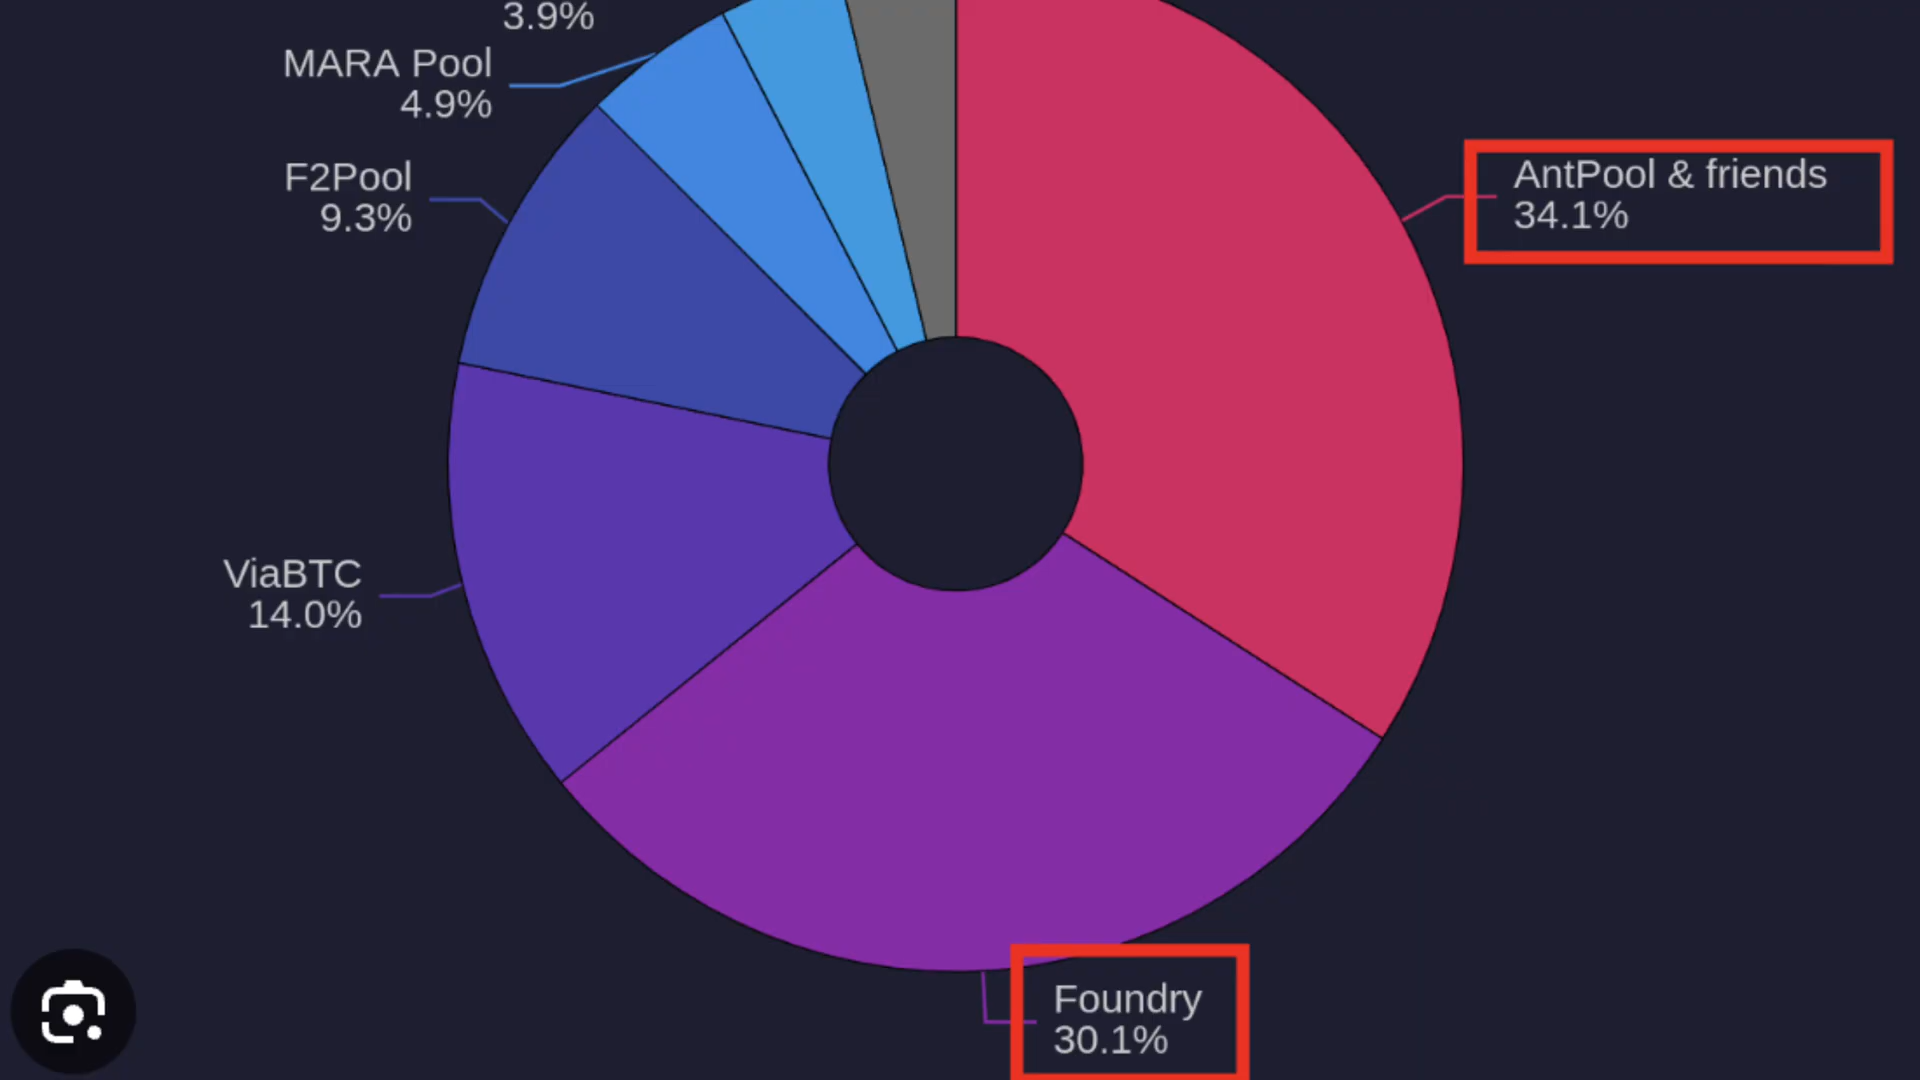 3.9%
MARA Pool
4.9%
F2Pool
9.3%
AntPool & friends
34.1%
ViaBTC
14.0%
Foundry
30.1%